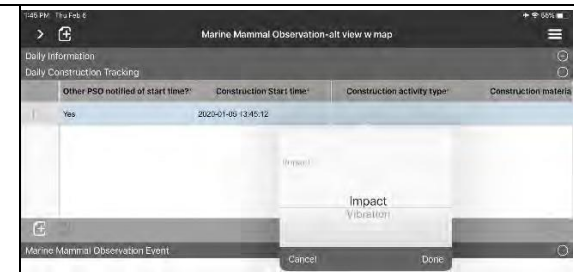 1:45 PM Thu Feb 6
66%
Marine Mammal Observation-alt view w map
Daily Information
Daily Construction Tracking
Other PSO notified of start time?* Construction Start time* Construction activity type* Construction materia
1 Yes 2020-01-06 13:45:12
Impact
Impact
Vibration
Marine Mammal Observation Event
Cancel Done